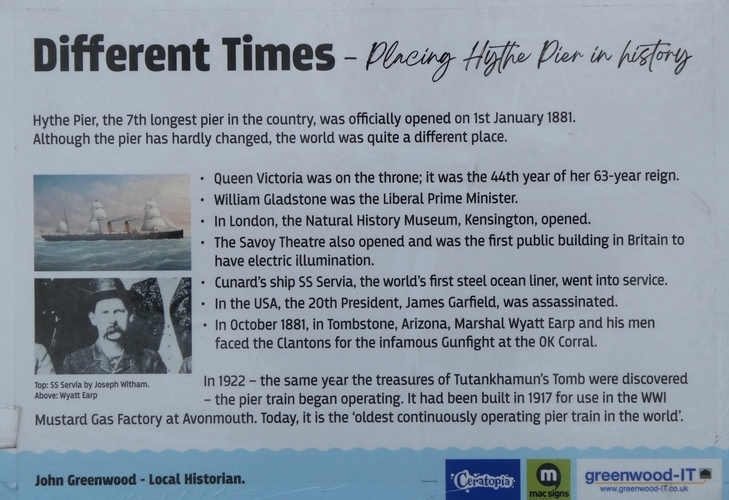 Different Times – Placing Hythe Pier in history
Hythe Pier, the 7th longest pier in the country, was officially opened on 1st January 1881.
Although the pier has hardly changed, the world was quite a different place.
• Queen Victoria was on the throne; it was the 44th year of her 63-year reign.
• William Gladstone was the Liberal Prime Minister.
• In London, the Natural History Museum, Kensington, opened.
• The Savoy Theatre also opened and was the first public building in Britain to
have electric illumination.
• Cunard's ship SS Servia, the world's first steel ocean liner, went into service.
• In the USA, the 20th President, James Garfield, was assassinated.
• In October 1881, in Tombstone, Arizona, Marshal Wyatt Earp and his men
faced the Clantons for the infamous Gunfight at the OK Corral.
Top: SS Servia by Joseph Witham.
Above: Wyatt Earp
In 1922 – the same year the treasures of Tutankhamun's Tomb were discovered
– the pier train began operating. It had been built in 1917 for use in the WWI
Mustard Gas Factory at Avonmouth. Today, it is the 'oldest continuously operating pier train in the world'.
John Greenwood - Local Historian.
Ceratopia
m
mac signs
greenwood-IT
www.greenwood-IT.co.uk